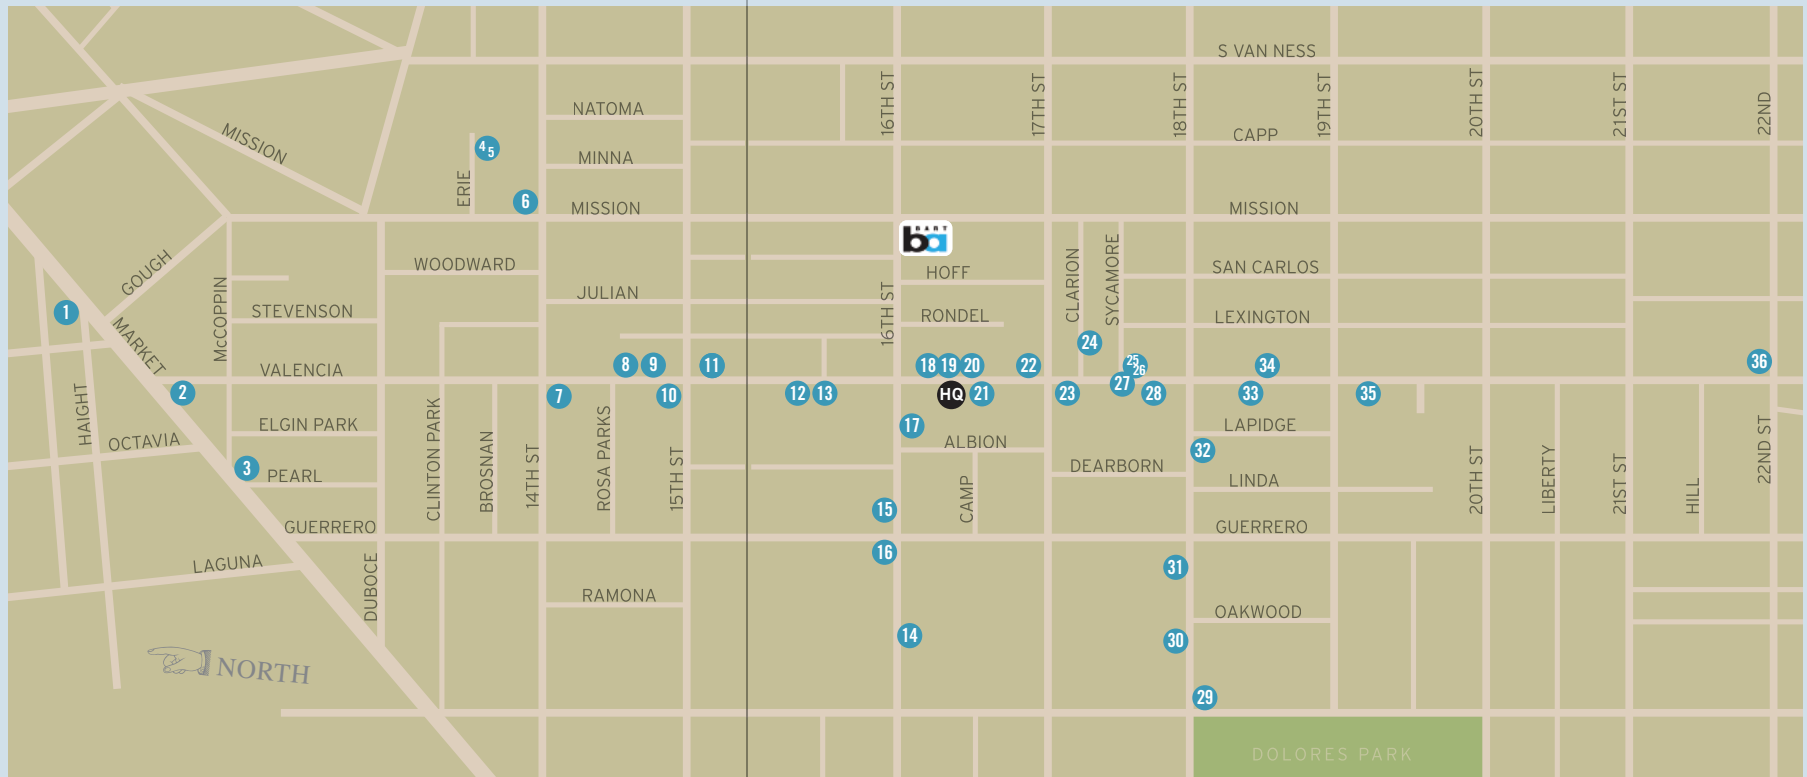 S VAN NESS
16TH ST
17TH ST
18TH ST
19TH ST
20TH ST
21ST ST
22ND
NATOMA
MISSION
CAPP
4
5
MINNA
ERIE
6
MISSION
MISSION
BART
ba
GOUGH
WOODWARD
HOFF
CLARION
SYCAMORE
SAN CARLOS
McCOPPIN
JULIAN
16TH ST
1
STEVENSON
RONDEL
LEXINGTON
MARKET
24
VALENCIA
8
9
11
18
19
20
22
25
26
34
36
2
7
10
12
13
HQ
21
23
27
28
33
35
HAIGHT
CLINTON PARK
BROSNAN
14TH ST
ROSA PARKS
15TH ST
ELGIN PARK
17
LAPIDGE
22ND ST
OCTAVIA
ALBION
32
3
PEARL
DEARBORN
LINDA
20TH ST
LIBERTY
21ST ST
HILL
CAMP
15
GUERRERO
GUERRERO
16
LAGUNA
DUBOCE
31
RAMONA
OAKWOOD
14
30
NORTH
29
DOLORES PARK